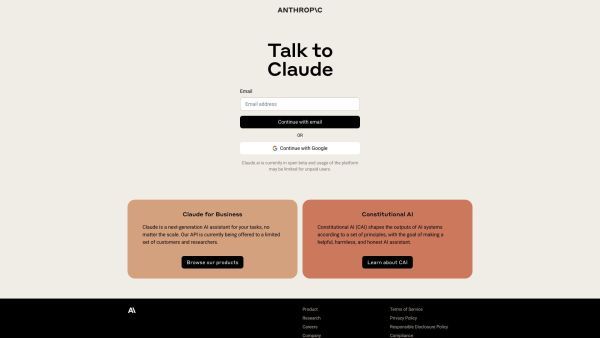 ANTHROP\C
Talk to
Claude
Email
Email address
Continue with email
OR
Continue with Google
Claude.ai is currently in open beta and usage of the platform
may be limited for unpaid users.
Claude for Business
Claude is a next-generation AI assistant for your tasks, no
matter the scale. Our API is currently being offered to a limited
set of customers and researchers.
Browse our products
Constitutional AI
Constitutional AI (CAI) shapes the outputs of AI systems
according to a set of principles, with the goal of making a
helpful, harmless, and honest AI assistant.
Learn about CAI
A\
Product
Research
Careers
Company
Terms of Service
Privacy Policy
Responsible Disclosure Policy
Compliance